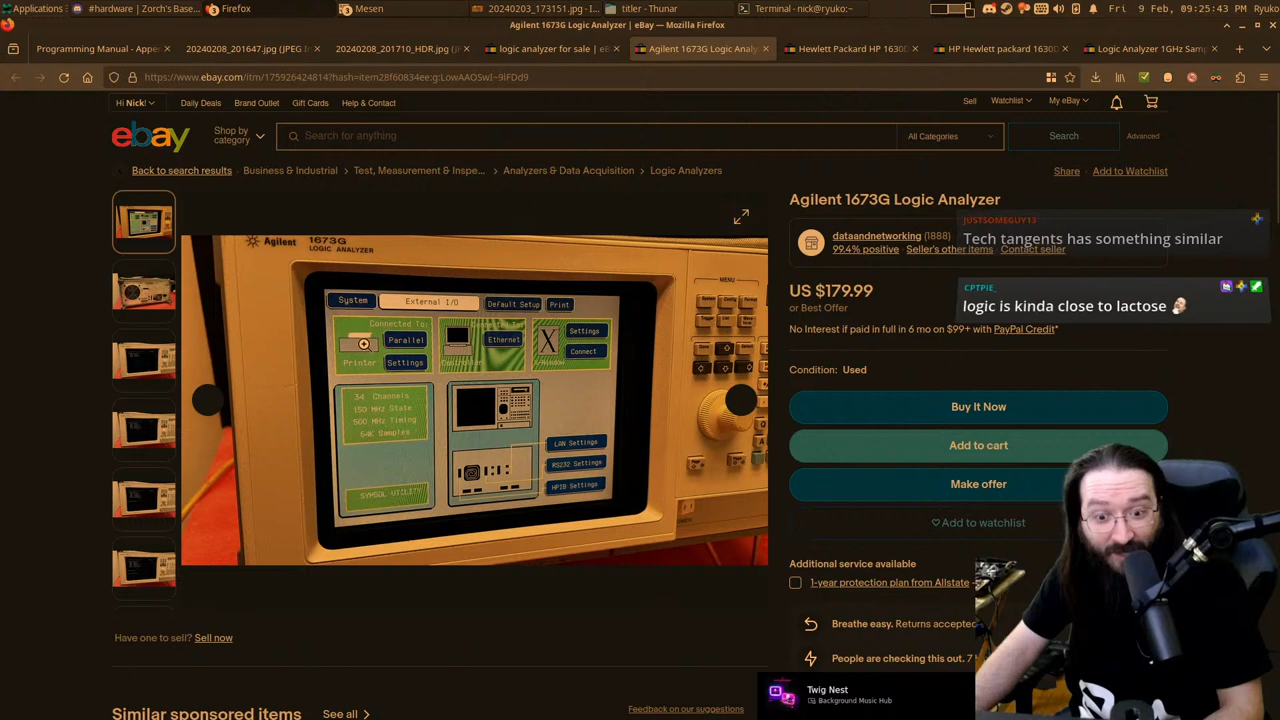 Applications
#hardware | Zorch's Base...
3
Firefox
3
Mesen
20240203_173151.jpg -I...
titler - Thunar
Terminal - nick@ryuko:~
Fri 9 Feb, 09:25:43 PM
Ryuko
Agilent 1673G Logic Analyzer | eBay — Mozilla Firefox
Programming Manual - Appe
20240208_201647.jpg (JPEG I
20240208_201710_HDR.jpg (
logic analyzer for sale | eB
Agilent 1673G Logic Analy
Hewlett Packard HP 1630D
HP Hewlett packard 1630D
Logic Analyzer 1GHz Samp
https://www.ebay.com/itm/175926424814?hash=item28f60834ee:g:LowAAOSwI~9lFDd9
Hi Nick!
Daily Deals
Brand Outlet
Gift Cards
Help & Contact
Sell
Watchlist
My eBay
ebay
Shop by
category
Search for anything
All Categories
Search
Advanced
Back to search results
Business & Industrial
Test, Measurement & Inspe...
Analyzers & Data Acquisition
Logic Analyzers
Share
Add to Watchlist
Agilent 1673G Logic Analyzer
JUSTSOMEGUY13
Tech tangents has something similar
dataandnetworking (1888)
99.4% positive
Seller's other items
Contact seller
US $179.99
or Best Offer
CPTPIE_
logic is kinda close to lactose
No Interest if paid in full in 6 mo on $99+ with PayPal Credit*
Condition: Used
Buy It Now
Add to cart
Make offer
Add to watchlist
Additional service available
1-year protection plan from Allstate
Breathe easy. Returns accepted
People are checking this out. 7
Agilent
1673G
LOGIC ANALYZER
MENU
System
External I/O
Default Setup
Print
Connected To:
Parallel
Printer
Settings
Ethernet
Settings
Connect
34 Channels
150 MHz State
500 MHz Timing
64K Samples
SYMBOL UTILITY
LAN Settings
RS232 Settings
HPIB Settings
Have one to sell? Sell now
Similar sponsored items
See all
Feedback on our suggestions
Twig Nest
Background Music Hub